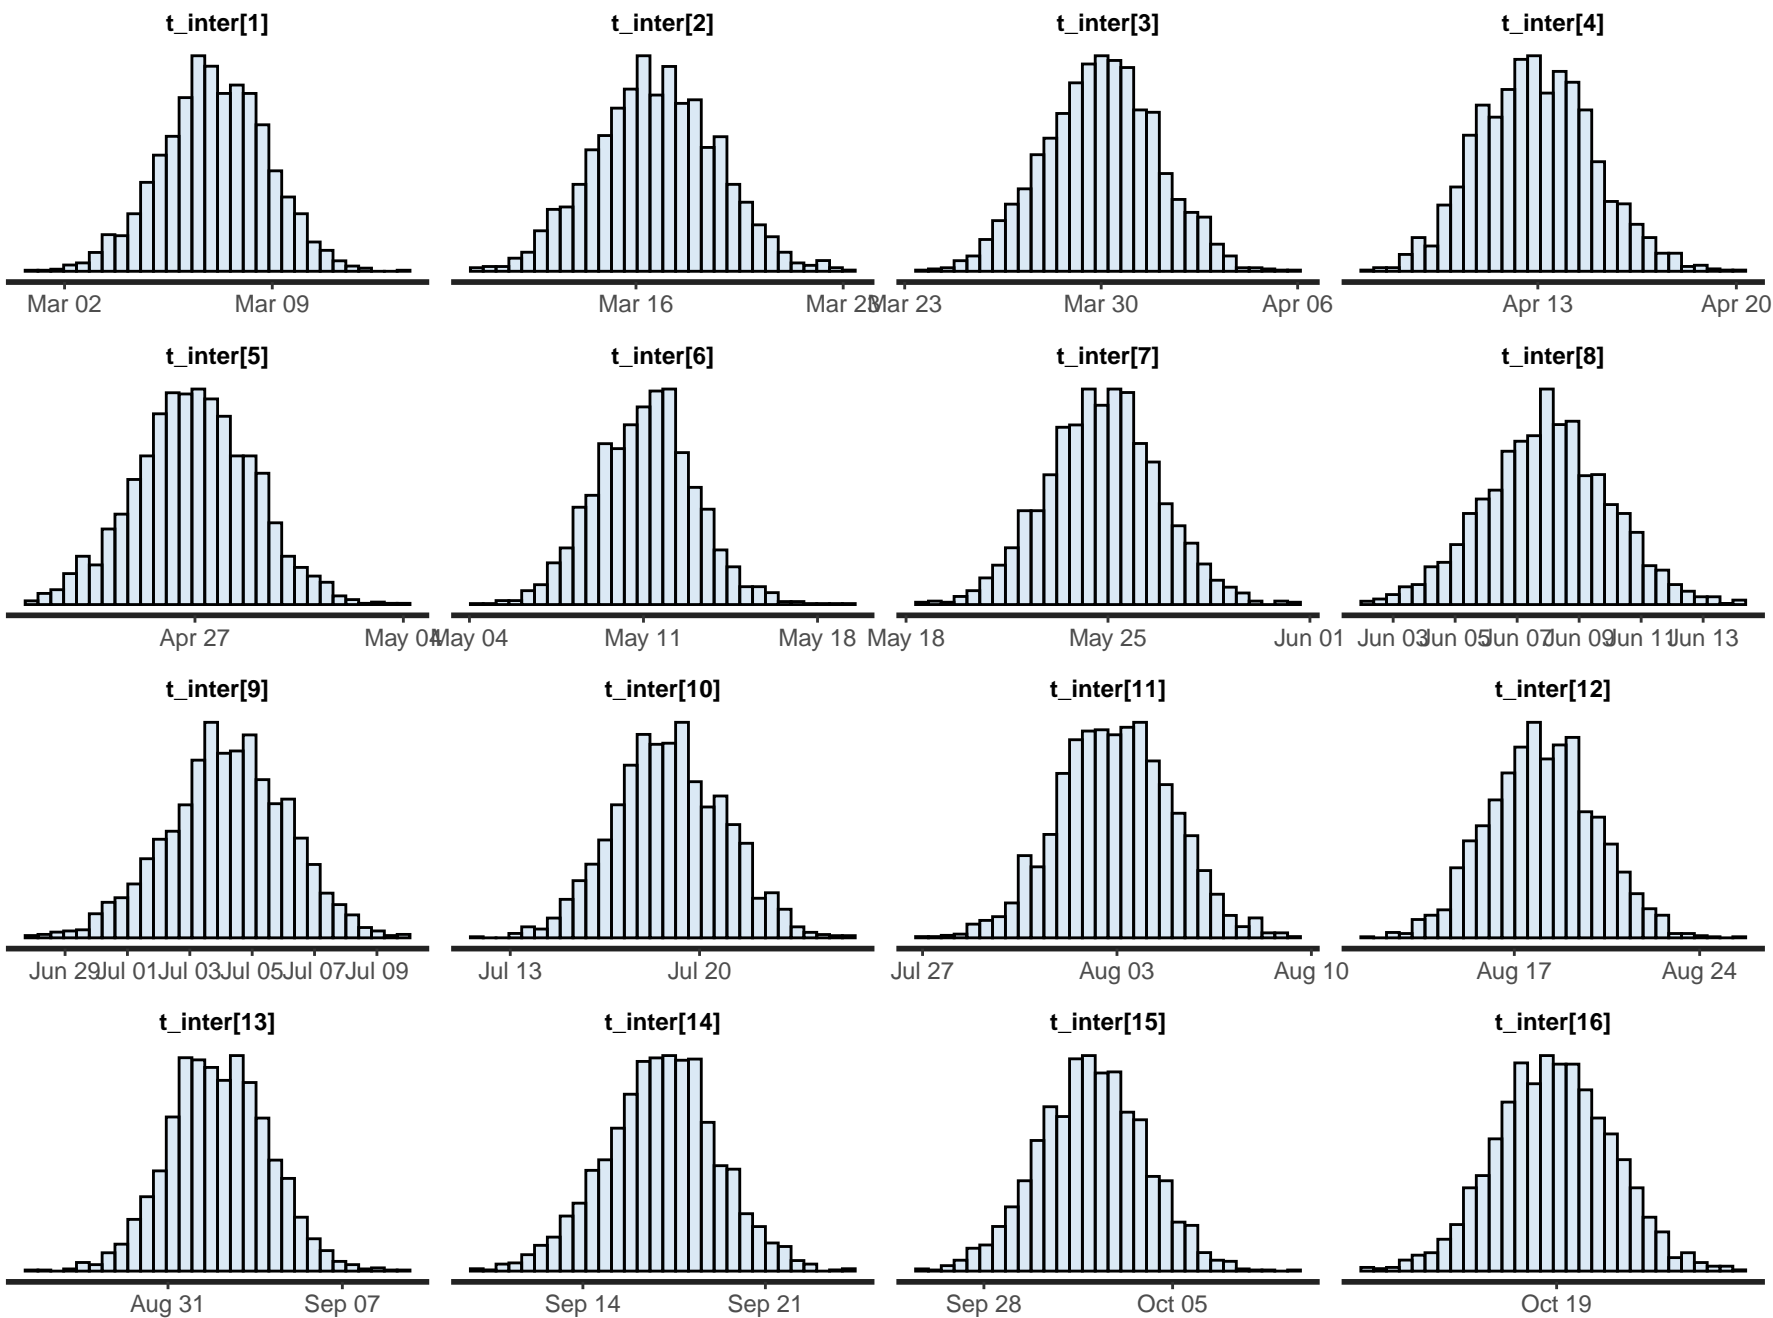 t_inter[1] t_inter[2] t_inter[3] t_inter[4]
Mar 02 Mar 09 Mar 16 Mar 23 Mar 23 Mar 30 Apr 06 Apr 13 Apr 20
t_inter[5] t_inter[6] t_inter[7] t_inter[8]
Apr 27 May 04 May 04 May 11 May 18 May 18 May 25 Jun 01 Jun 03 Jun 05 Jun 07 Jun 09 Jun 11 Jun 13
t_inter[9] t_inter[10] t_inter[11] t_inter[12]
Jun 29 Jul 01 Jul 03 Jul 05 Jul 07 Jul 09 Jul 13 Jul 20 Jul 27 Aug 03 Aug 10 Aug 17 Aug 24
t_inter[13] t_inter[14] t_inter[15] t_inter[16]
Aug 31 Sep 07 Sep 14 Sep 21 Sep 28 Oct 05 Oct 19